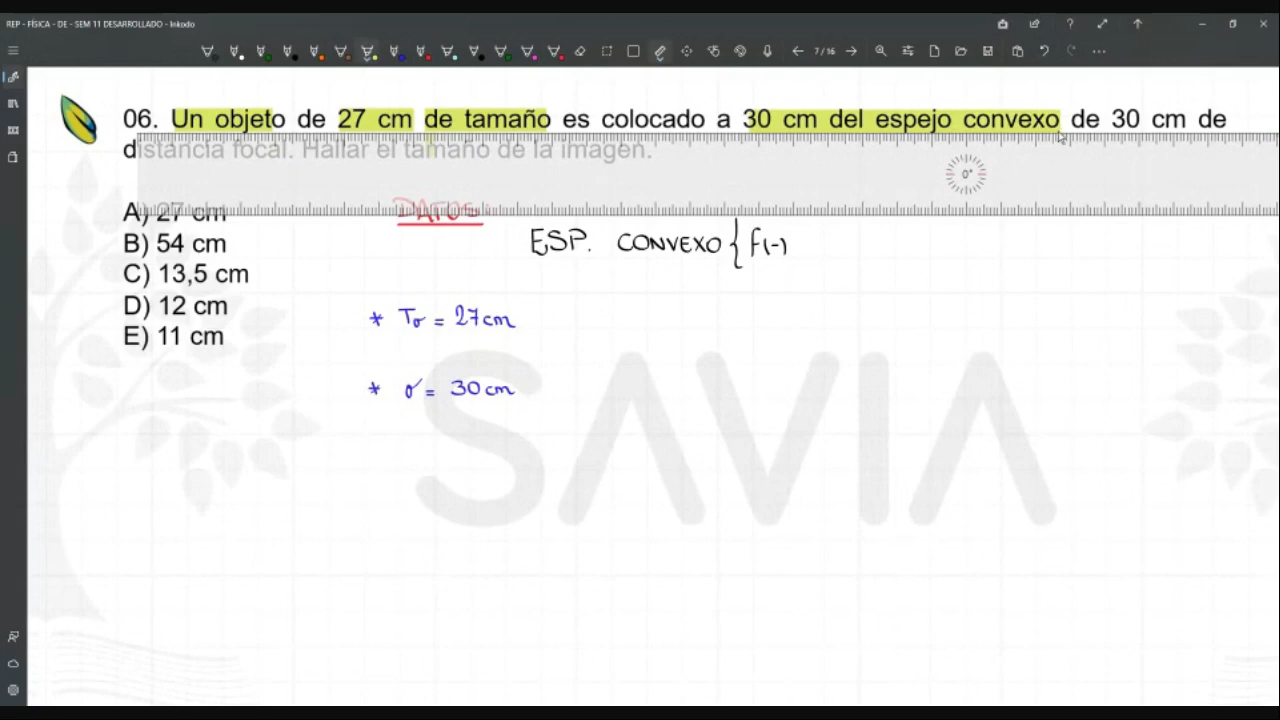 REP - FÍSICA - DE - SEM 11 DESARROLLADO - Inkodo
7/16
06. Un objeto de 27 cm de tamaño es colocado a 30 cm del espejo convexo de 30 cm de
distancia focal. Hallar el tamaño de la imagen.
0°
A) 27 cm
DATOS
B) 54 cm
ESP. CONVEXO { f(-)
C) 13,5 cm
D) 12 cm
* To = 27cm
E) 11 cm
* o = 30cm
SAVIA